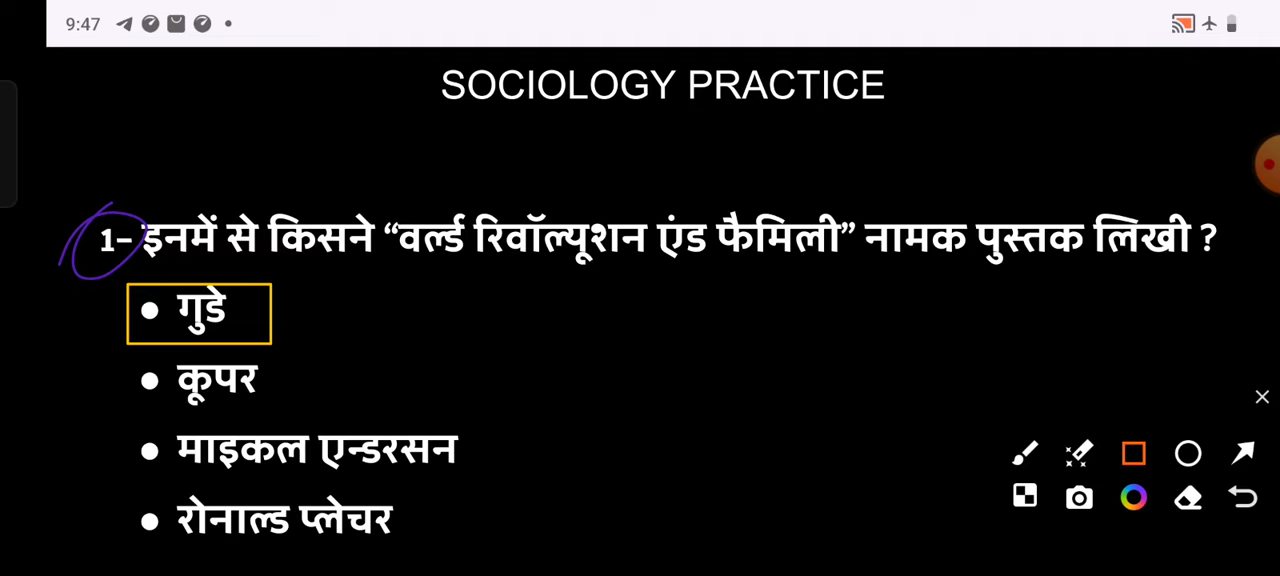 9:47
SOCIOLOGY PRACTICE
1- इनमें से किसने “वर्ल्ड रिवॉल्यूशन एंड फैमिली” नामक पुस्तक लिखी ?
• गुडे
• कूपर
• माइकल एन्डरसन
• रोनाल्ड प्लेचर